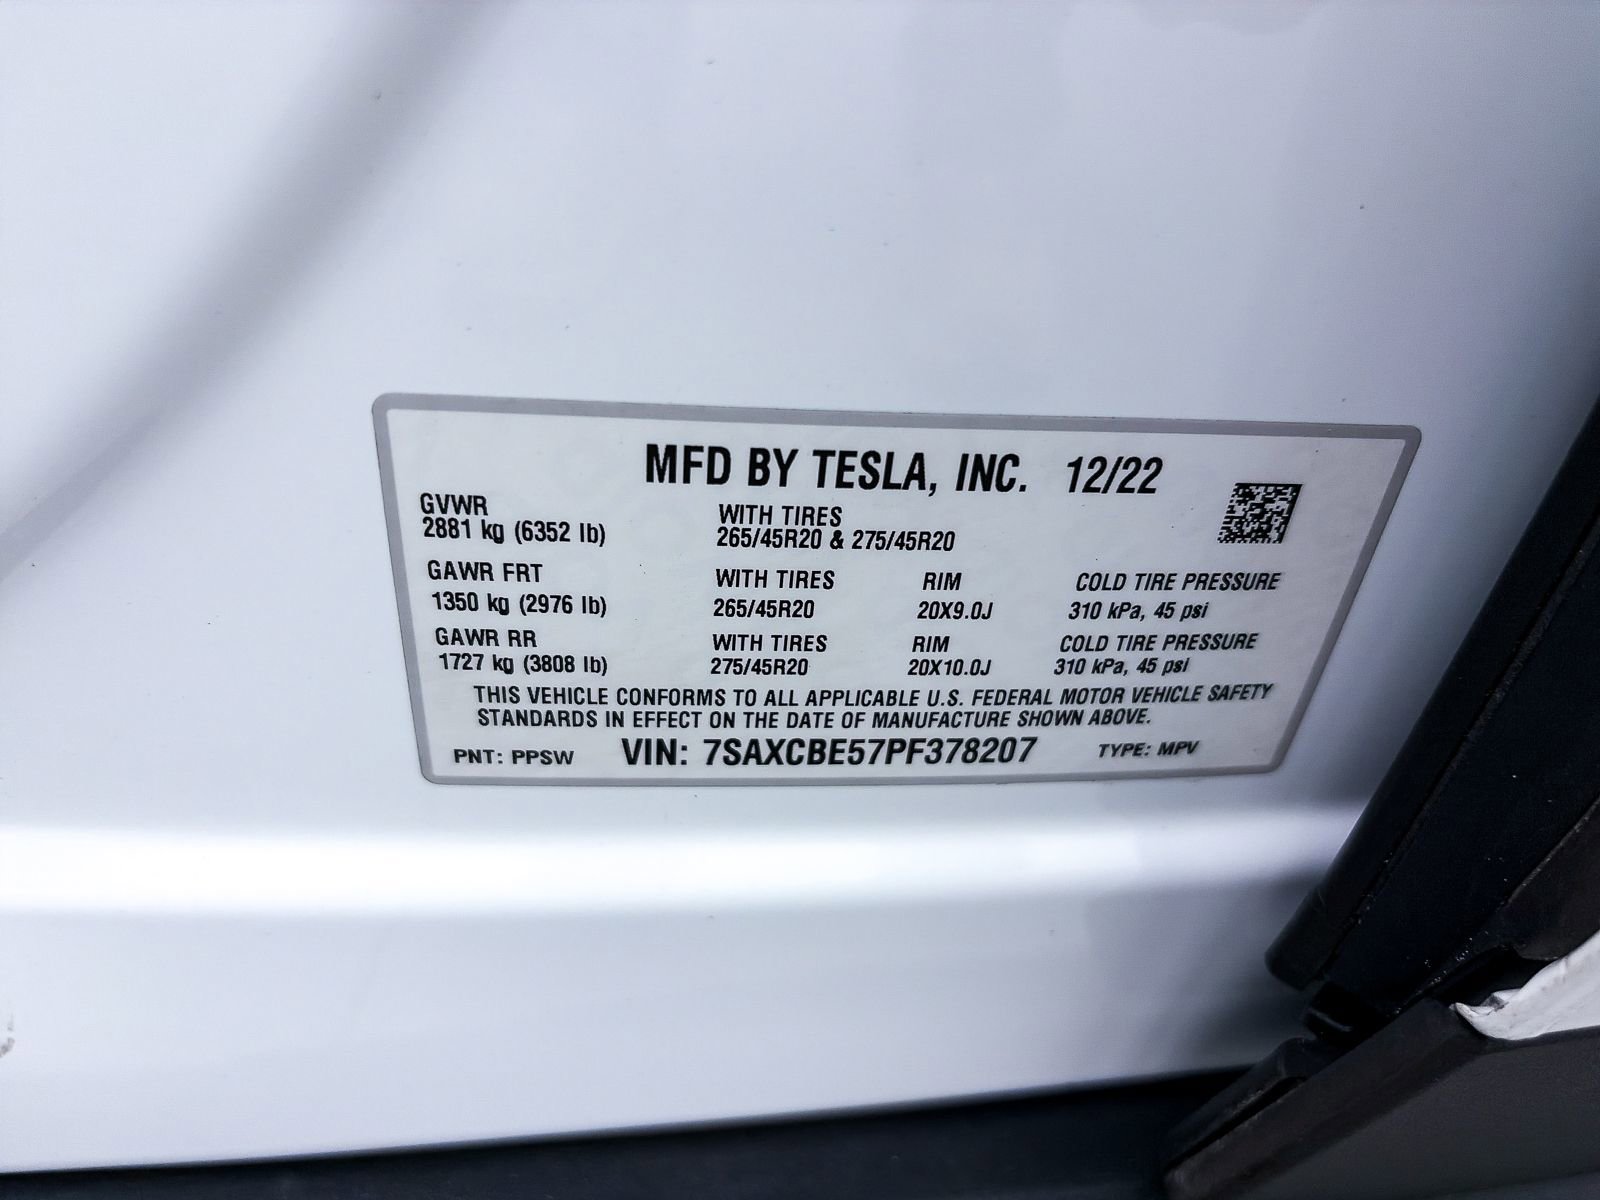 MFD BY TESLA, INC. 12/22
GVWR
2881 kg (6352 lb)
WITH TIRES
265/45R20 & 275/45R20
GAWR FRT WITH TIRES RIM COLD TIRE PRESSURE
1350 kg (2976 lb) 265/45R20 20X9.0J 310 kPa, 45 psi
GAWR RR WITH TIRES RIM COLD TIRE PRESSURE
1727 kg (3808 lb) 275/45R20 20X10.0J 310 kPa, 45 psi
THIS VEHICLE CONFORMS TO ALL APPLICABLE U.S. FEDERAL MOTOR VEHICLE SAFETY
STANDARDS IN EFFECT ON THE DATE OF MANUFACTURE SHOWN ABOVE.
PNT: PPSW VIN: 7SAXCBE57PF378207 TYPE: MPV